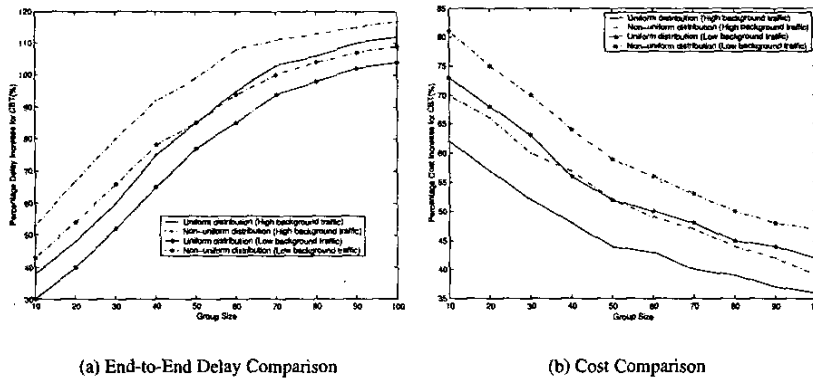 Percentage Delay Increase for CBT(%)
120
110
100
90
80
70
60
50
40
30
10 20 30 40 50 60 70 80 90 100
Group Size
Uniform distribution (High background traffic)
Non-uniform distribution (High background traffic)
Uniform distribution (Low background traffic)
Non-uniform distribution (Low background traffic)
(a) End-to-End Delay Comparison
Percentage Cost Increase for CBT(%)
85
80
75
70
65
60
55
50
45
40
35
10 20 30 40 50 60 70 80 90
Group Size
Uniform distribution (High background traffic)
Non-uniform distribution (High background traffic)
Uniform distribution (Low background traffic)
Non-uniform distribution (Low background traffic)
(b) Cost Comparison